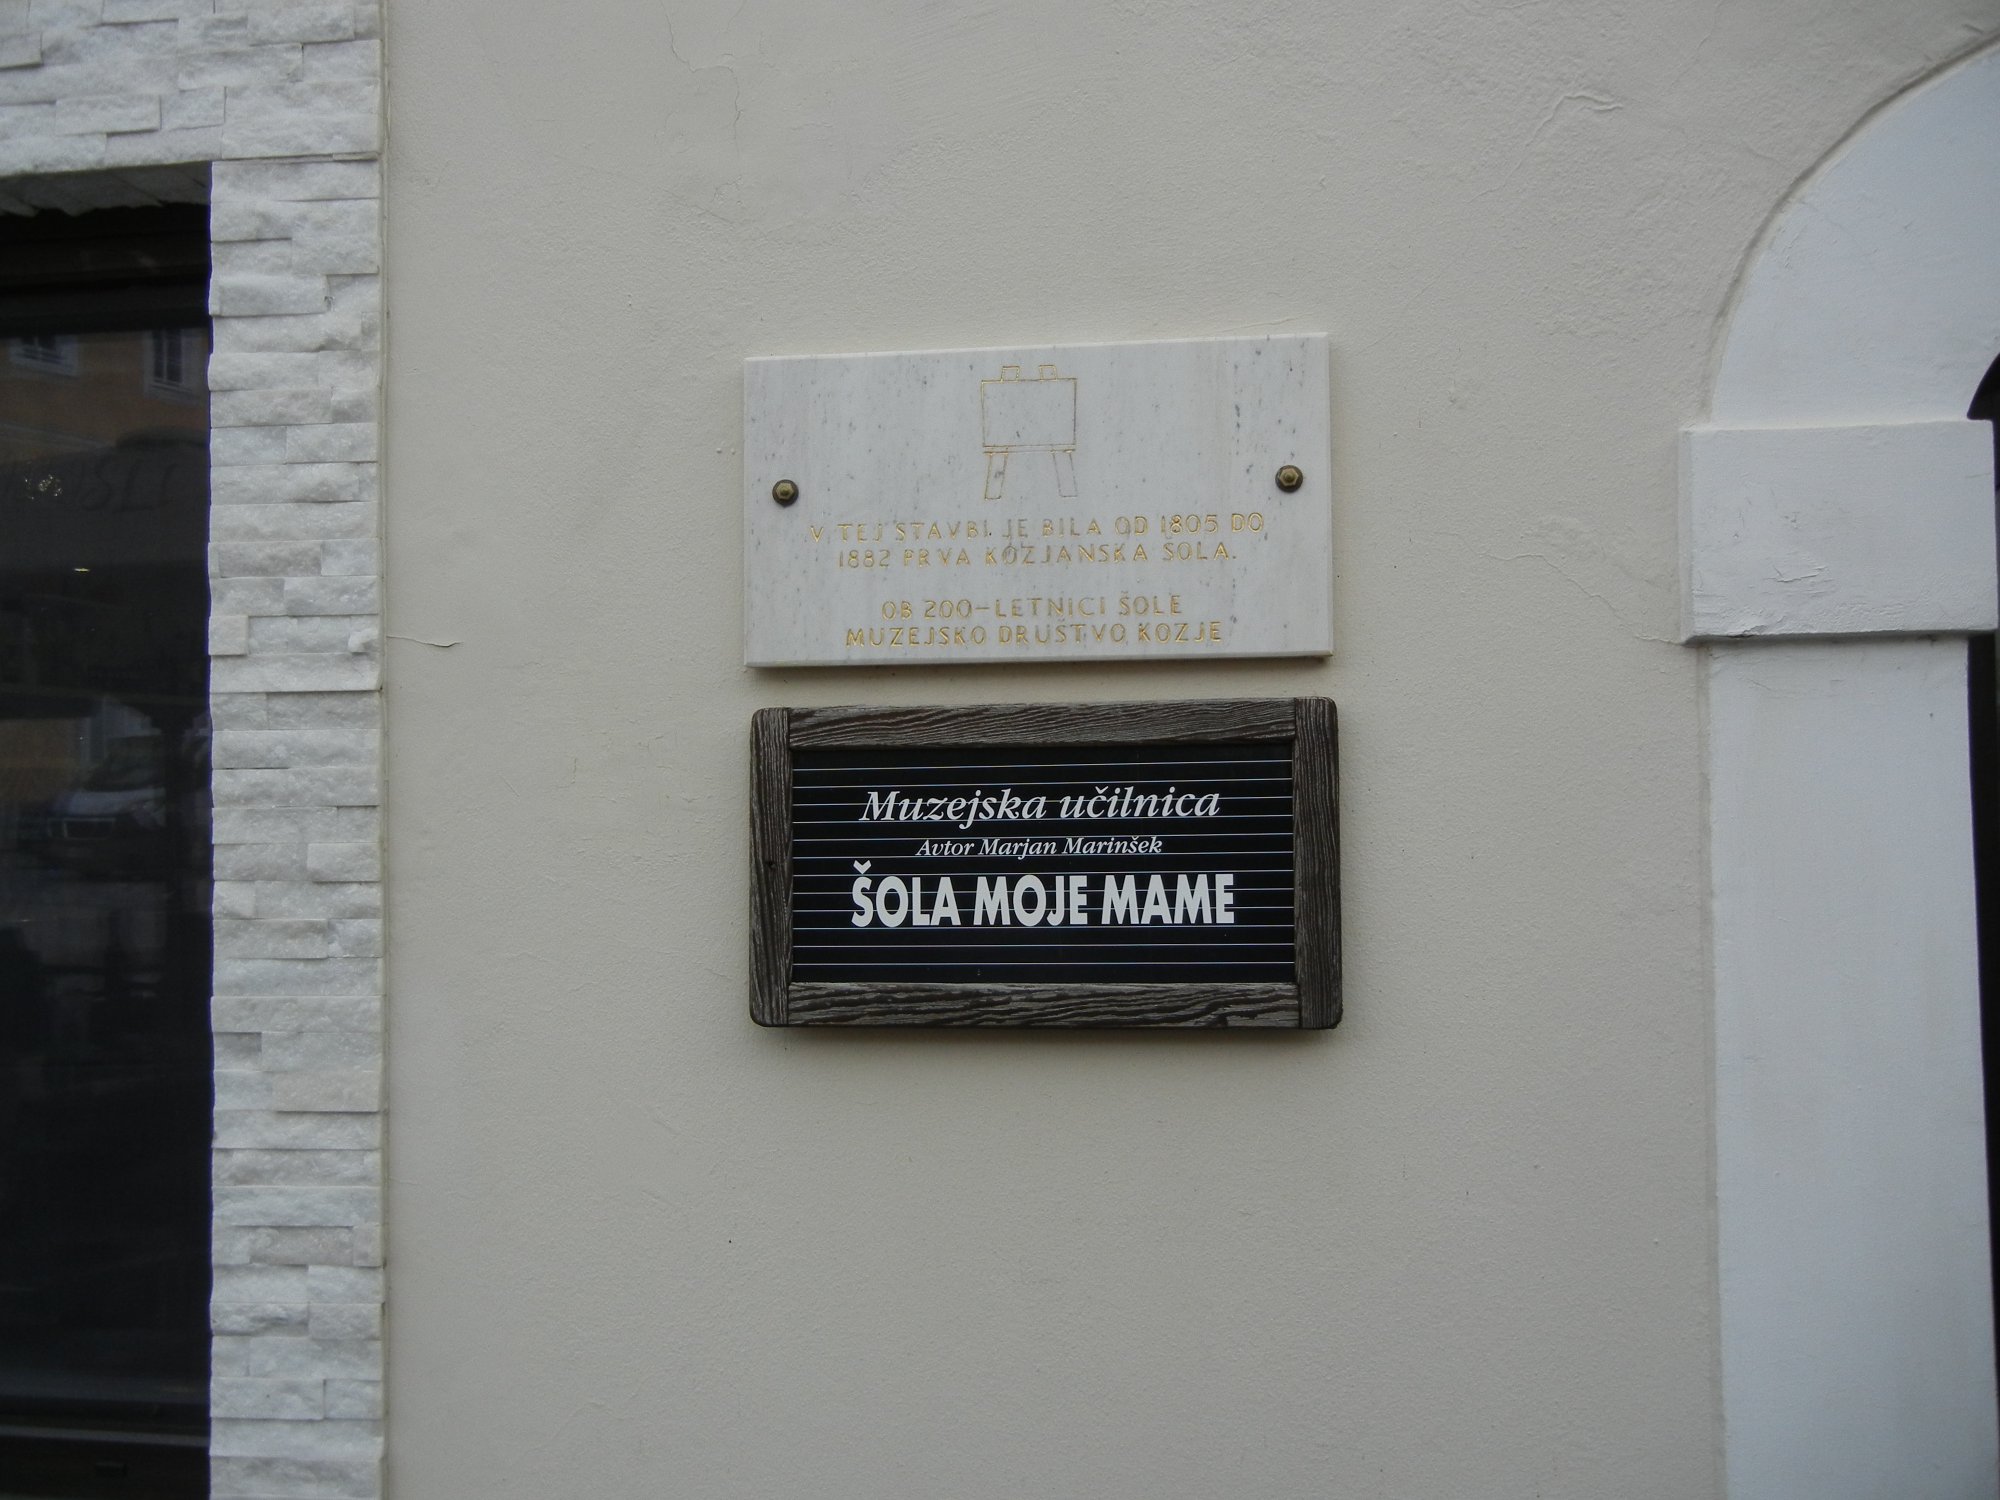 V TEJ STAVBI JE BILA OD 1805 DO
1882 PRVA KOZJANSKA ŠOLA.
OB 200-LETNICI ŠOLE
MUZEJSKO DRUŠTVO KOZJE
Muzejska učilnica
Avtor Marjan Marinšek
ŠOLA MOJE MAME